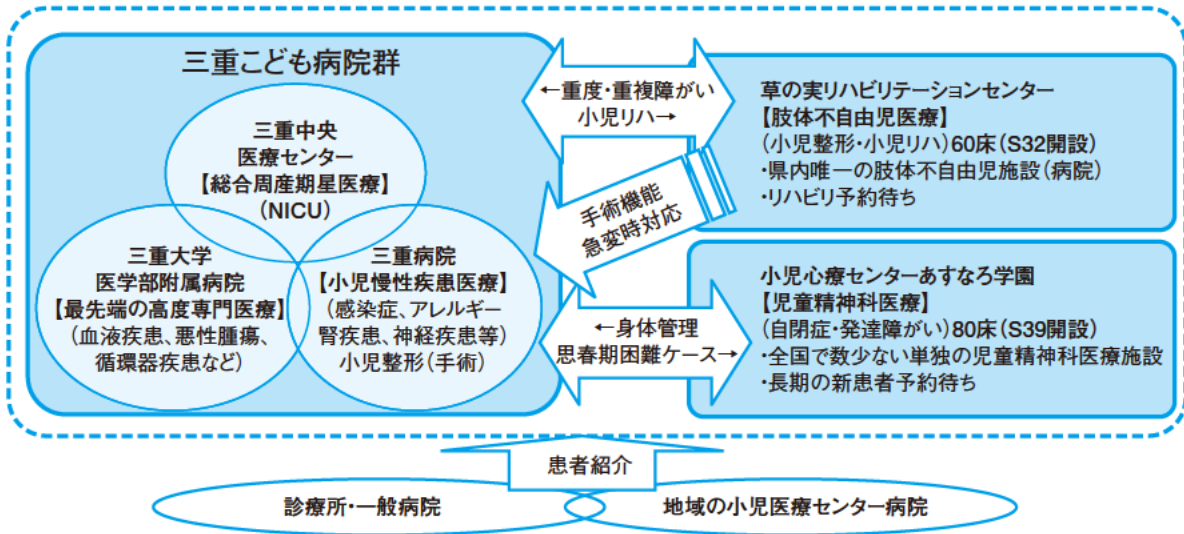 三重こども病院群
三重中央
医療センター
【総合周産期星医療】
(NICU)
三重大学
医学部附属病院
【最先端の高度専門医療】
(血液疾患、悪性腫瘍、
循環器疾患など)
三重病院
【小児慢性疾患医療】
(感染症、アレルギー
腎疾患、神経疾患等)
小児整形(手術)
←重度・重複障がい
小児リハ→
手術機能
急変時対応
←身体管理
思春期困難ケース→
草の実リハビリテーションセンター
【肢体不自由児医療】
(小児整形・小児リハ)60床(S32開設)
・県内唯一の肢体不自由児施設(病院)
・リハビリ予約待ち
小児心療センターあすなろ学園
【児童精神科医療】
(自閉症・発達障がい)80床(S39開設)
・全国で数少ない単独の児童精神科医療施設
・長期の新患者予約待ち
患者紹介
診療所・一般病院
地域の小児医療センター病院